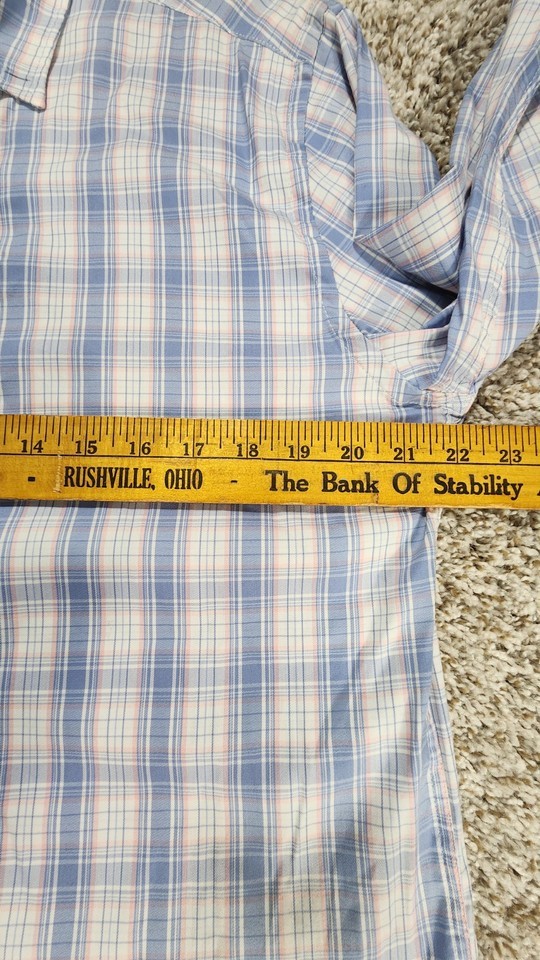 14 15 16 17 18 19 20 21 22 23
- RUSHVILLE, OHIO - The Bank Of Stability